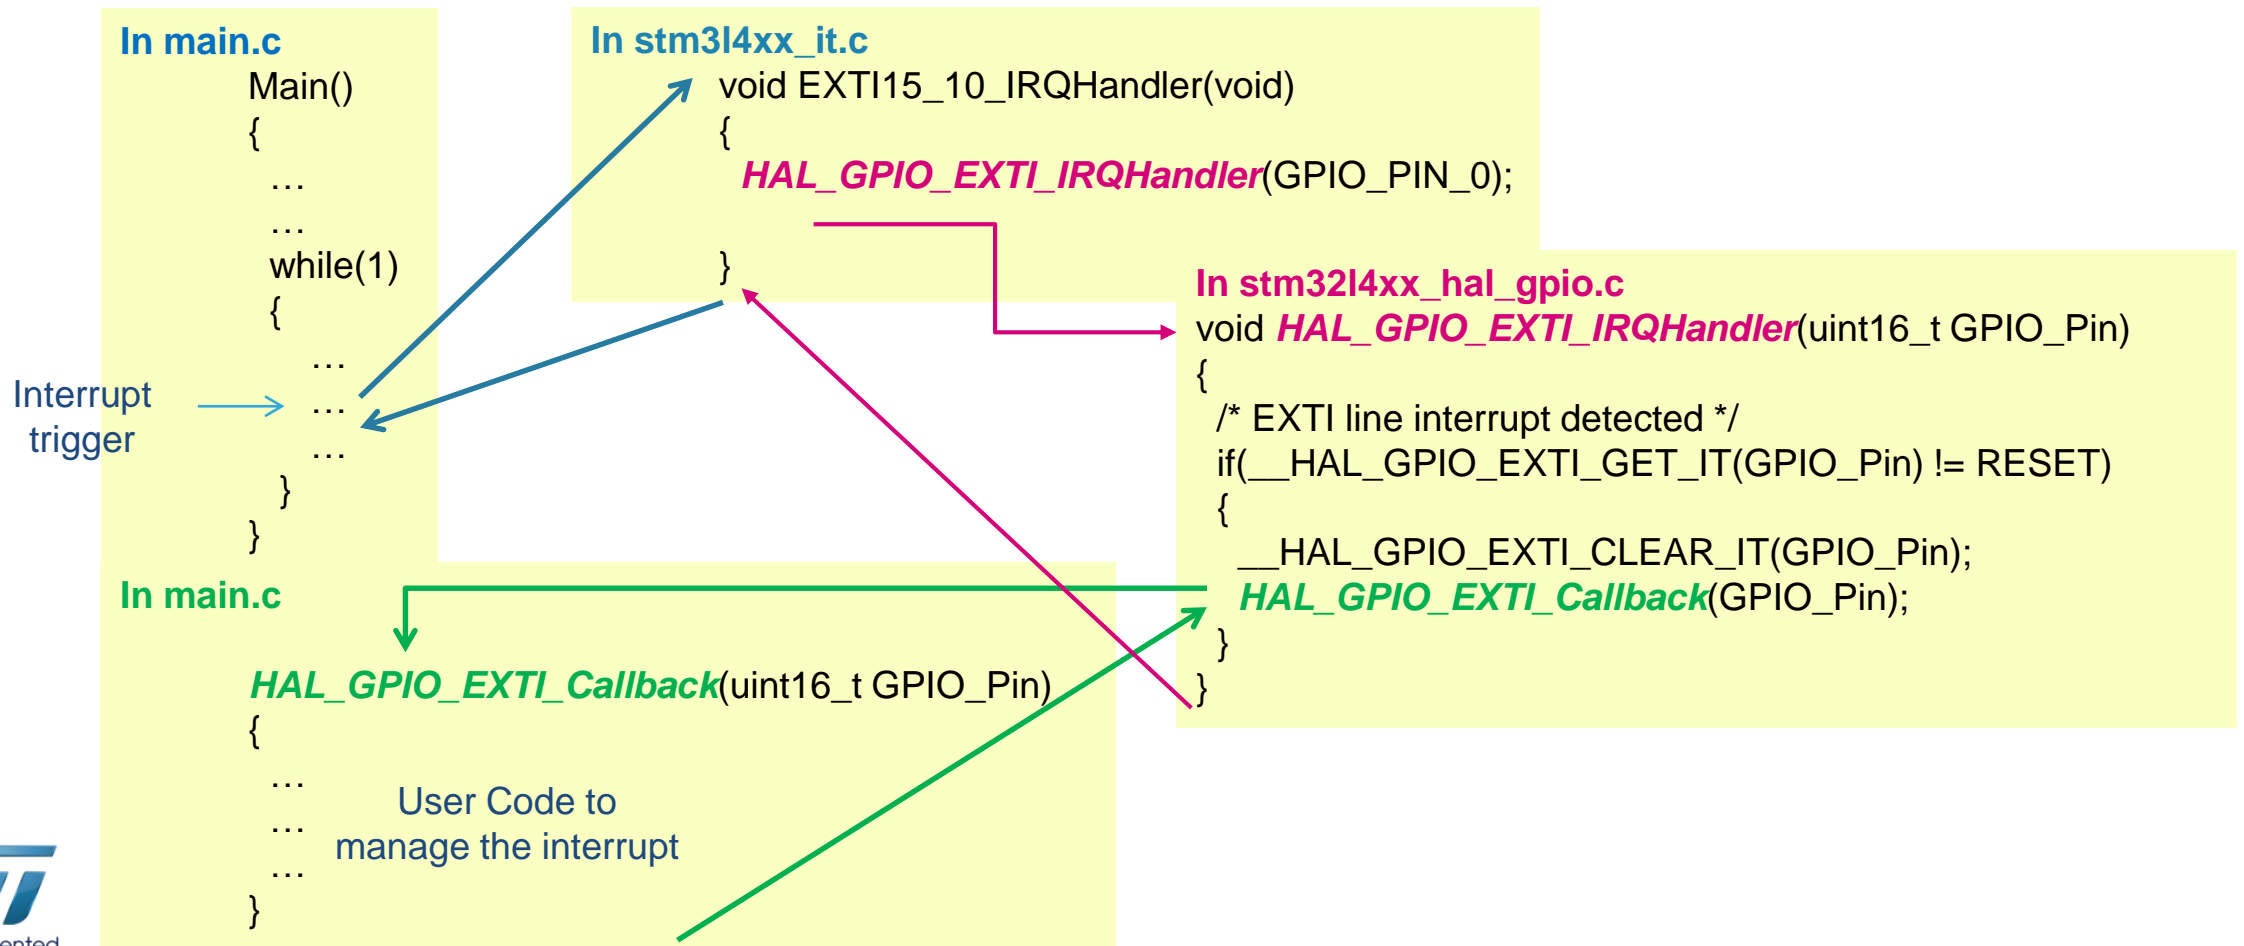 In main.c
Main()
{
…
…
while(1)
{
…
…
…
}
}
Interrupt
trigger
In stm3l4xx_it.c
void EXTI15_10_IRQHandler(void)
{
HAL_GPIO_EXTI_IRQHandler(GPIO_PIN_0);
}
In stm32l4xx_hal_gpio.c
void HAL_GPIO_EXTI_IRQHandler(uint16_t GPIO_Pin)
{
/* EXTI line interrupt detected */
if(__HAL_GPIO_EXTI_GET_IT(GPIO_Pin) != RESET)
{
__HAL_GPIO_EXTI_CLEAR_IT(GPIO_Pin);
HAL_GPIO_EXTI_Callback(GPIO_Pin);
}
}
In main.c
HAL_GPIO_EXTI_Callback(uint16_t GPIO_Pin)
{
…
…
…
}
User Code to
manage the interrupt